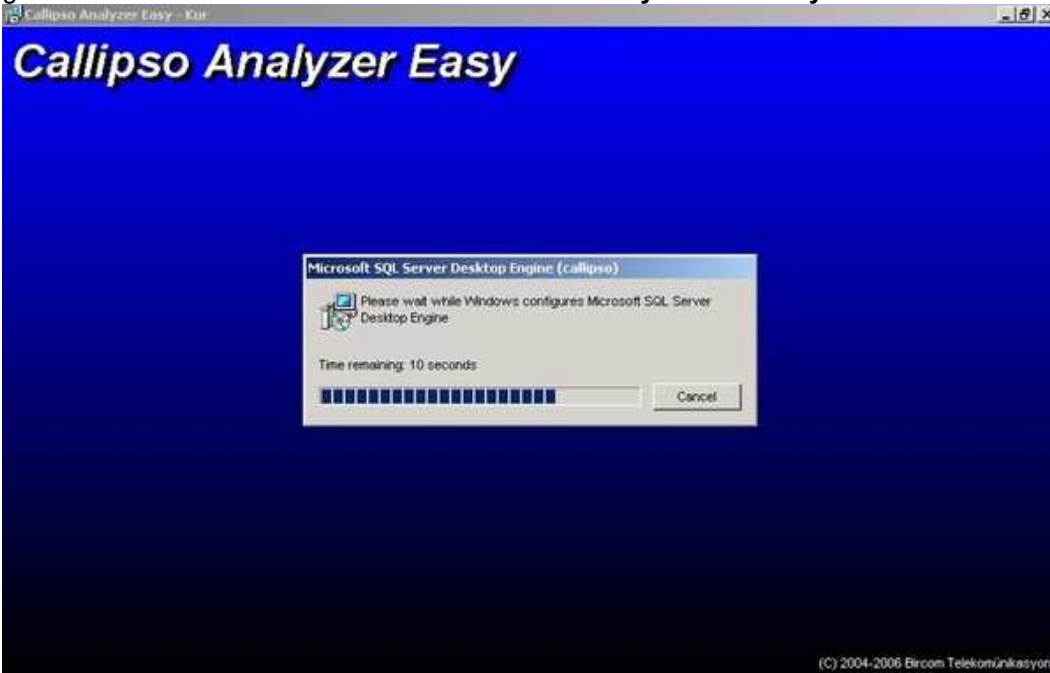 Callipso Analyzer Easy - Kur
Callipso Analyzer Easy
Microsoft SQL Server Desktop Engine (callipso)
Please wait while Windows configures Microsoft SQL Server
Desktop Engine
Time remaining: 10 seconds
Cancel
(C) 2004-2006 Bircom Telekomünikasyon